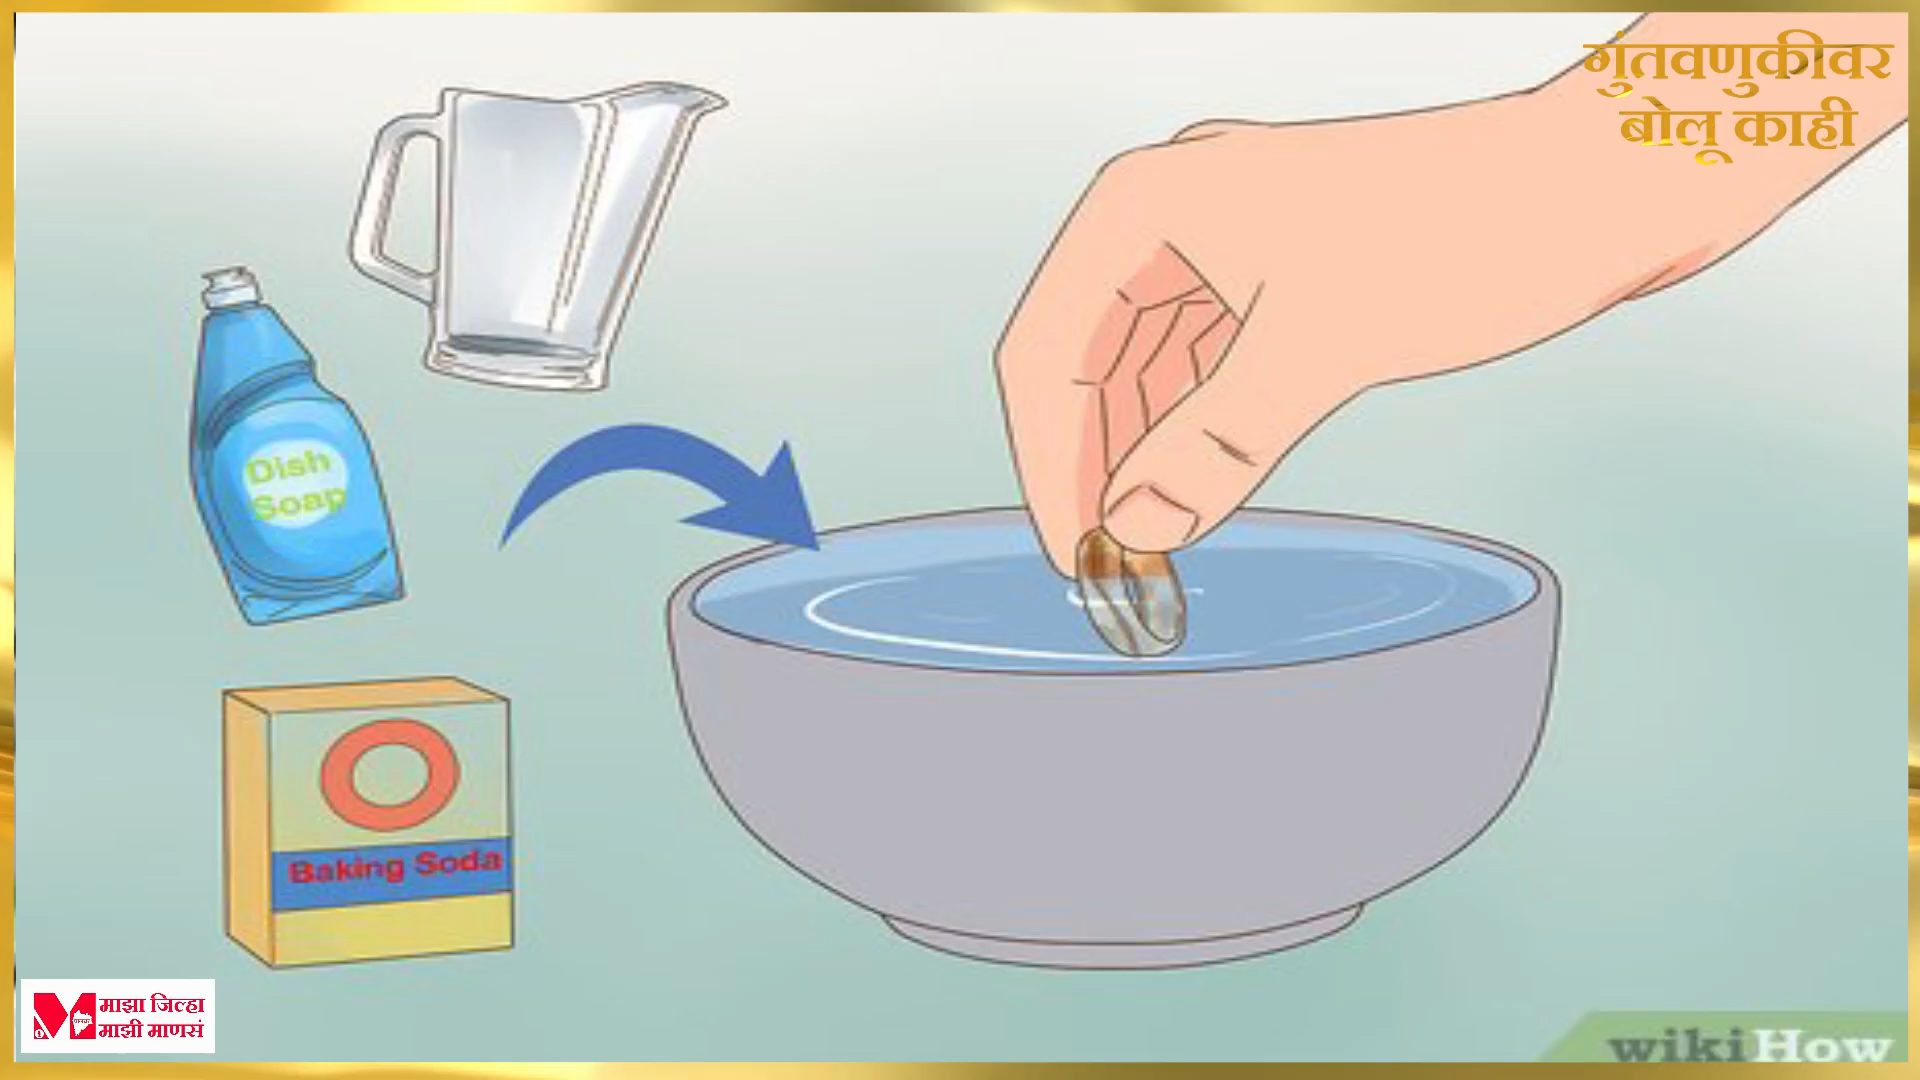 गुंतवणुकीवर
बोलू काही
Dish
Soap
Baking Soda
माझा जिल्हा
माझी माणसं
wikiHow